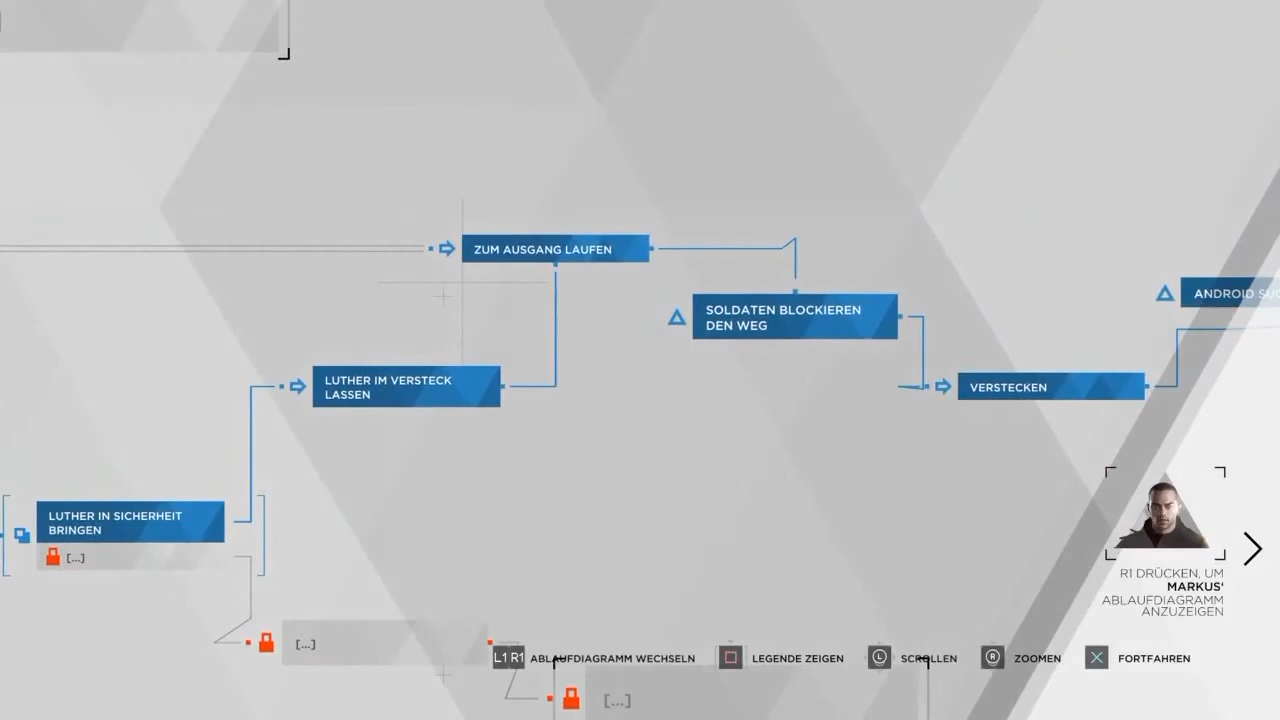 ZUM AUSGANG LAUFEN
SOLDATEN BLOCKIEREN
DEN WEG
ANDROID
LUTHER IM VERSTECK
LASSEN
VERSTECKEN
LUTHER IN SICHERHEIT
BRINGEN
[...]
[...]
[...]
R1 DRÜCKEN, UM
MARKUS'
ABLAUFDIAGRAMM
ANZUZEIGEN
L1 R1 ABLAUFDIAGRAMM WECHSELN
LEGENDE ZEIGEN
L SCROLLEN
R ZOOMEN
FORTFAHREN